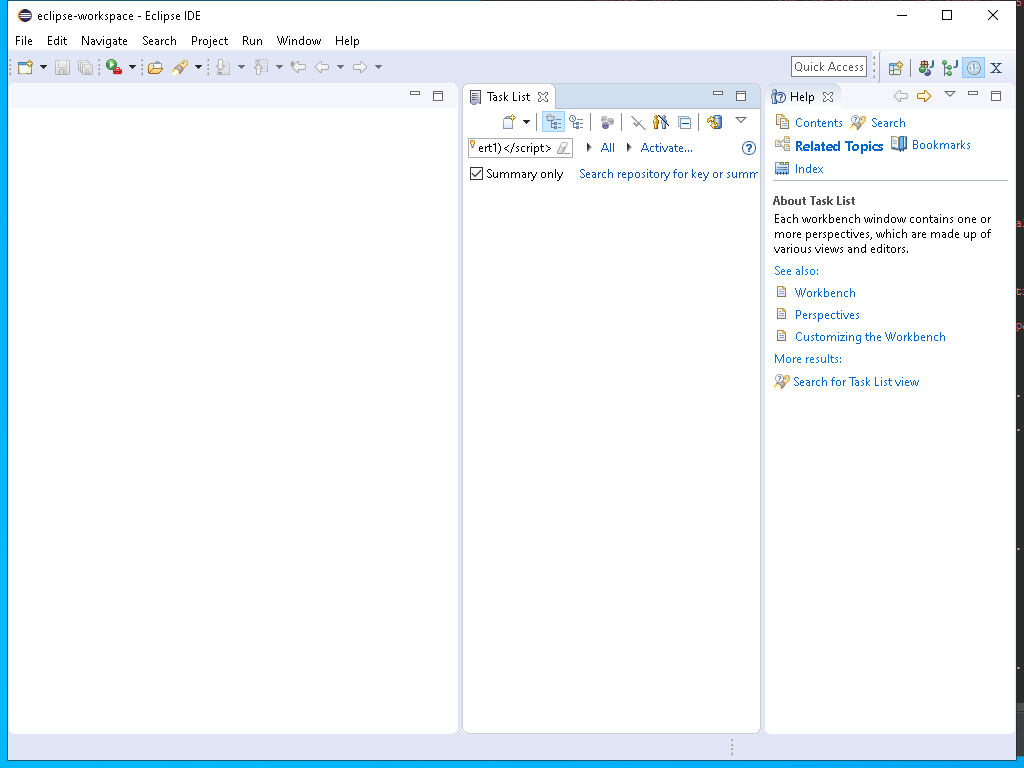 eclipse-workspace - Eclipse IDE
File Edit Navigate Search Project Run Window Help
Quick Access
Task List
Help
Contents Search
ert1)</script> All Activate...
Related Topics Bookmarks
Index
Summary only Search repository for key or summ
About Task List
Each workbench window contains one or
more perspectives, which are made up of
various views and editors.
See also:
Workbench
Perspectives
Customizing the Workbench
More results:
Search for Task List view